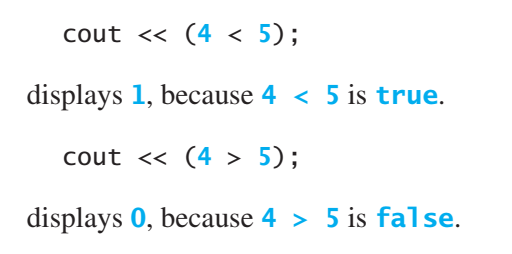 cout << (4 < 5);
displays 1, because 4 < 5 is true.
cout << (4 > 5);
displays 0, because 4 > 5 is false.